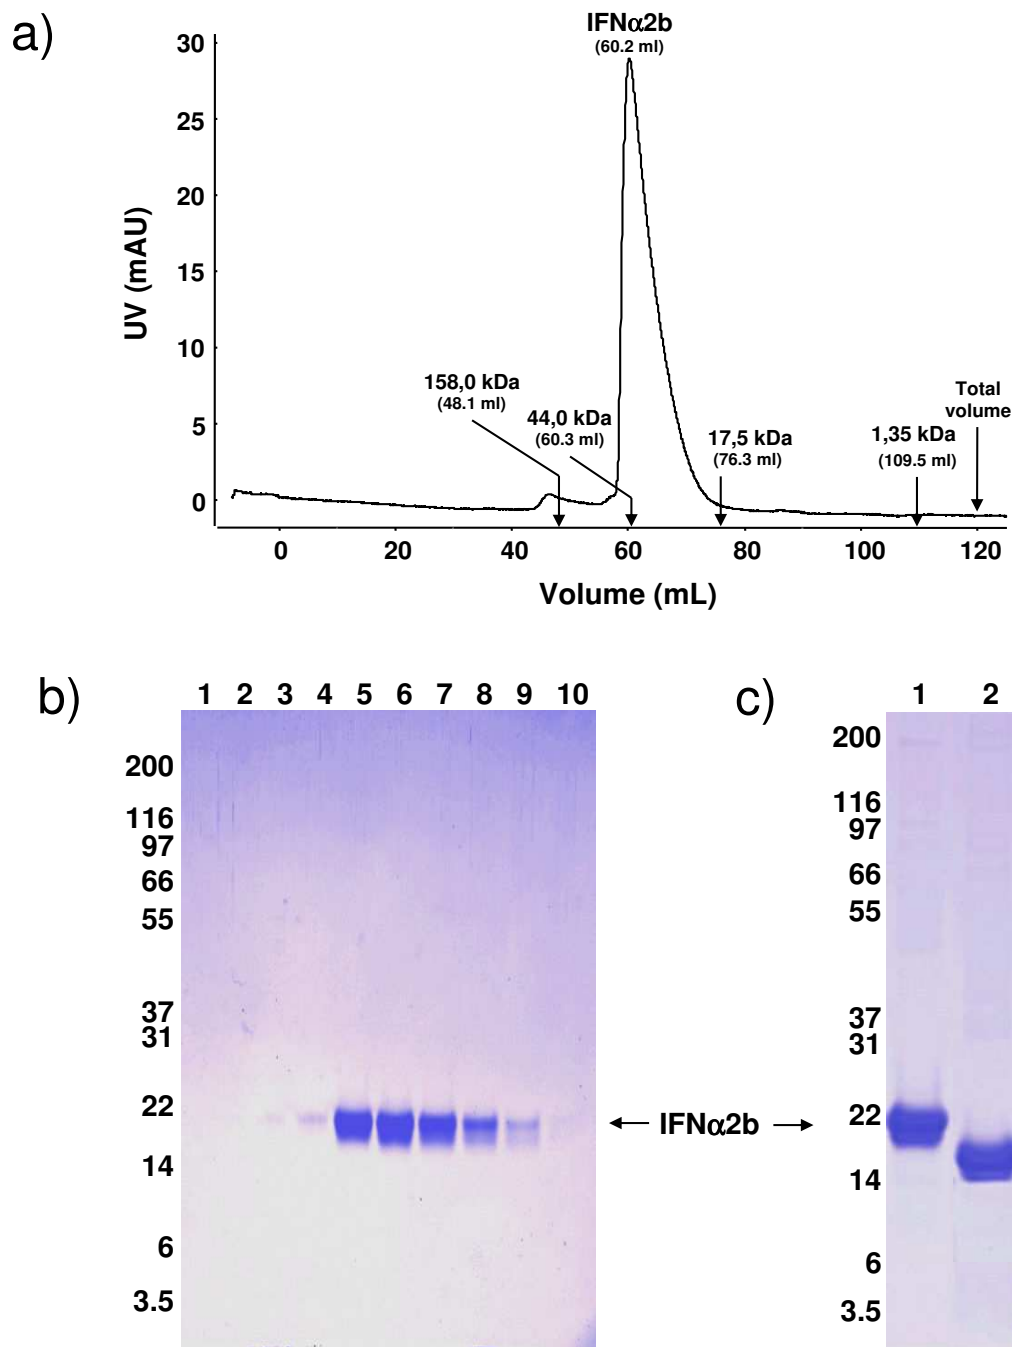 a)
IFNα2b
(60.2 ml)
30
25
20
15
10
5
0
UV (mAU)
158,0 kDa
(48.1 ml)
44,0 kDa
(60.3 ml)
17,5 kDa
(76.3 ml)
1,35 kDa
(109.5 ml)
Total
volume
0 20 40 60 80 100 120
Volume (mL)
b)
1 2 3 4 5 6 7 8 9 10
200
116
97
66
55
37
31
22
14
6
3.5
IFNα2b
c)
1 2
200
116
97
66
55
37
31
22
14
6
3.5